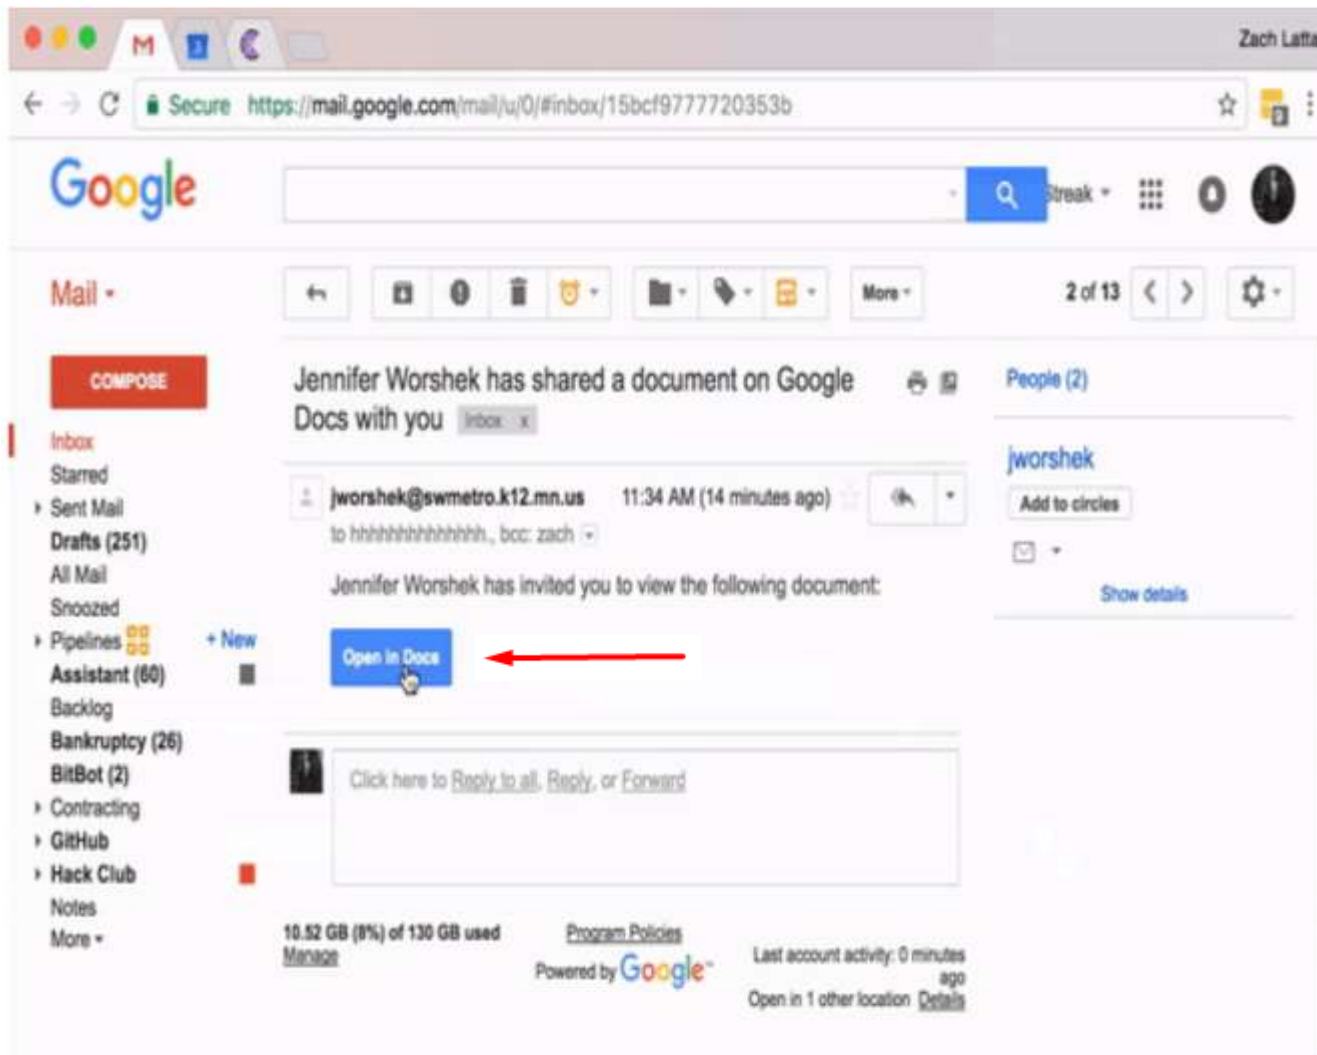 Zach Latta
Secure https://mail.google.com/mail/u/0/#inbox/15bcf9777720353b
Google
Streak
Mail
More
2 of 13
COMPOSE
Jennifer Worshek has shared a document on Google
Docs with you Inbox x
People (2)
Inbox
Starred
Sent Mail
Drafts (251)
All Mail
Snoozed
Pipelines + New
Assistant (60)
Backlog
Bankruptcy (26)
BitBot (2)
Contracting
GitHub
Hack Club
Notes
More
jworshek@swmetro.k12.mn.us 11:34 AM (14 minutes ago)
to hhhhhhhhhhhhhh., bcc: zach
Jennifer Worshek has invited you to view the following document:
Open in Docs
Click here to Reply to all, Reply, or Forward
jworshek
Add to circles
Show details
10.52 GB (8%) of 130 GB used
Manage
Program Policies
Powered by Google
Last account activity: 0 minutes
ago
Open in 1 other location Details